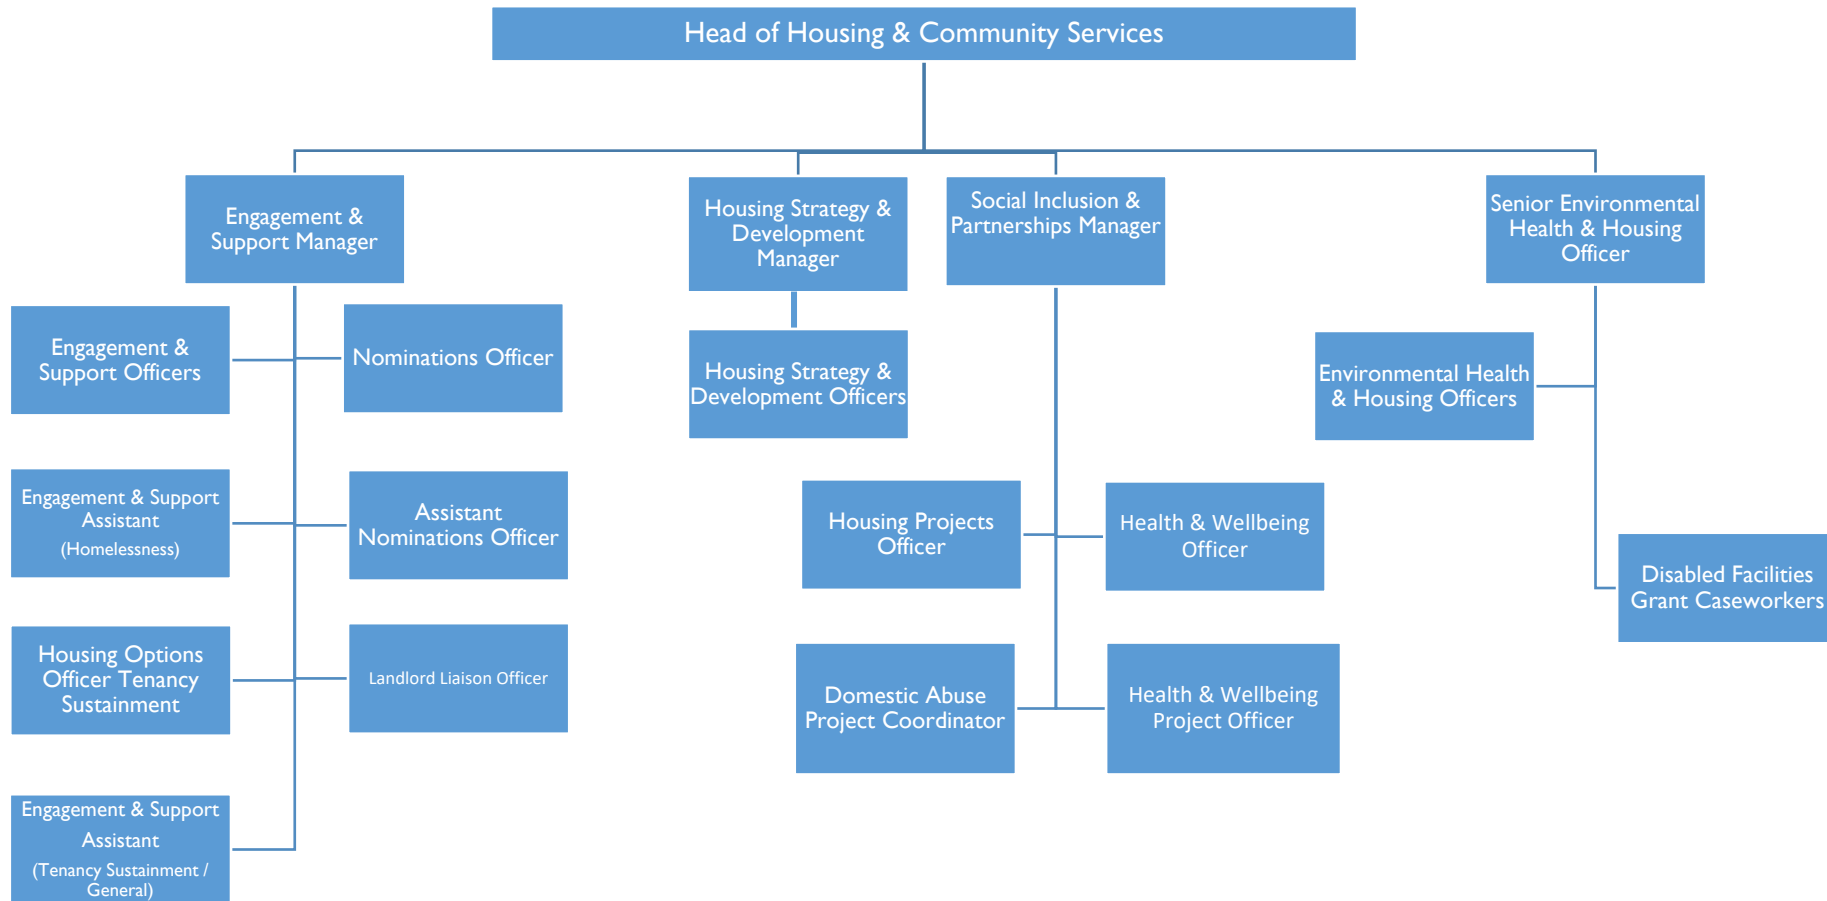 Head of Housing & Community Services
Engagement &
Support Manager
Housing Strategy &
Development
Manager
Social Inclusion &
Partnerships Manager
Senior Environmental
Health & Housing
Officer
Engagement &
Support Officers
Nominations Officer
Housing Strategy &
Development Officers
Environmental Health
& Housing Officers
Engagement & Support
Assistant
(Homelessness)
Assistant
Nominations Officer
Housing Projects
Officer
Health & Wellbeing
Officer
Disabled Facilities
Grant Caseworkers
Housing Options
Officer Tenancy
Sustainment
Landlord Liaison Officer
Domestic Abuse
Project Coordinator
Health & Wellbeing
Project Officer
Engagement & Support
Assistant
(Tenancy Sustainment /
General)